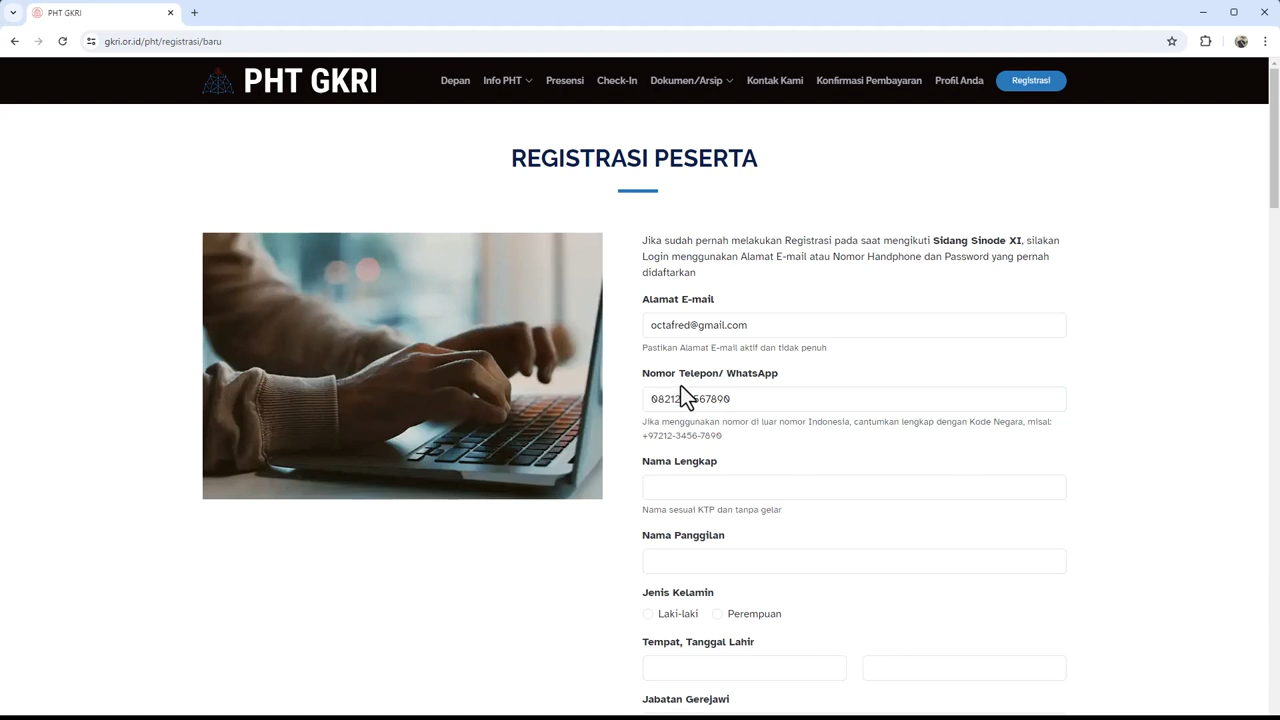 PHT GKRI
gkri.or.id/pht/registrasi/baru
PHT GKRI
Depan Info PHT Presensi Check-In Dokumen/Arsip Kontak Kami Konfirmasi Pembayaran Profil Anda Registrasi
REGISTRASI PESERTA
Jika sudah pernah melakukan Registrasi pada saat mengikuti Sidang Sinode XI, silakan
Login menggunakan Alamat E-mail atau Nomor Handphone dan Password yang pernah
didaftarkan
Alamat E-mail
octafred@gmail.com
Pastikan Alamat E-mail aktif dan tidak penuh
Nomor Telepon/ WhatsApp
Jika menggunakan nomor di luar nomor Indonesia, cantumkan lengkap dengan Kode Negara, misal:
+97212-3456-7890
Nama Lengkap
Nama sesuai KTP dan tanpa gelar
Nama Panggilan
Jenis Kelamin
Laki-laki Perempuan
Tempat, Tanggal Lahir
Jabatan Gerejawi